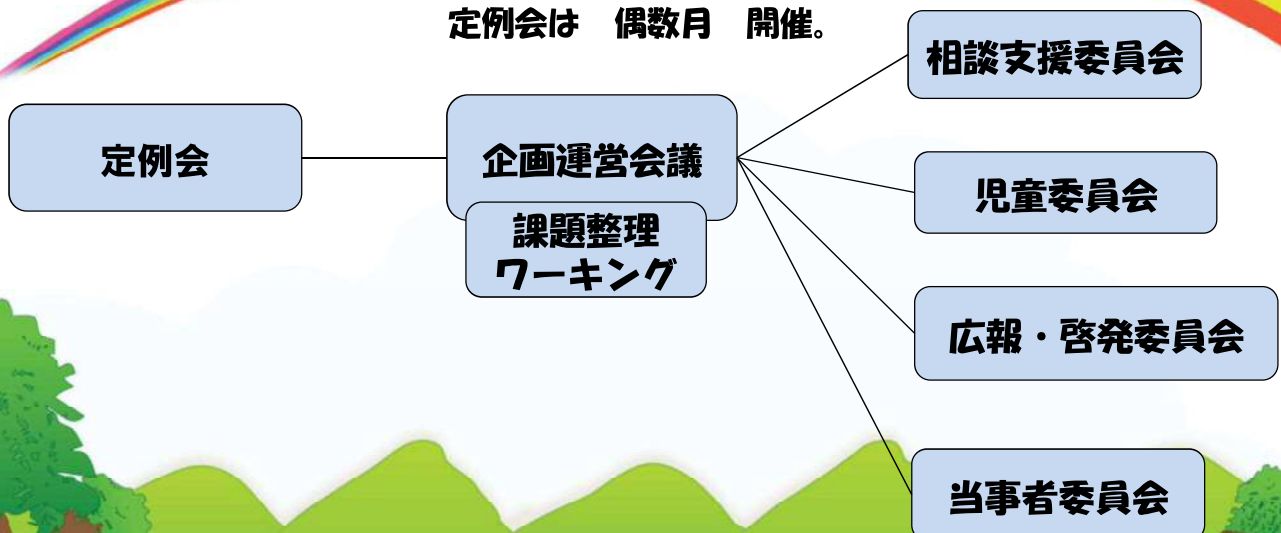 定例会は　偶数月　開催。
定例会
企画運営会議
課題整理
ワーキング
相談支援委員会
児童委員会
広報・啓発委員会
当事者委員会